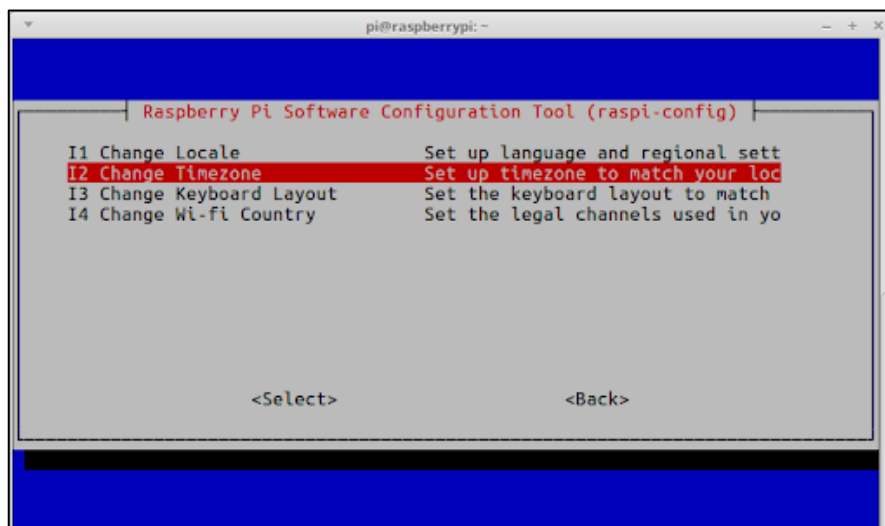 pi@raspberrypi: ~
Raspberry Pi Software Configuration Tool (raspi-config)
I1 Change Locale Set up language and regional sett
I2 Change Timezone Set up timezone to match your loc
I3 Change Keyboard Layout Set the keyboard layout to match
I4 Change Wi-fi Country Set the legal channels used in yo
<Select> <Back>